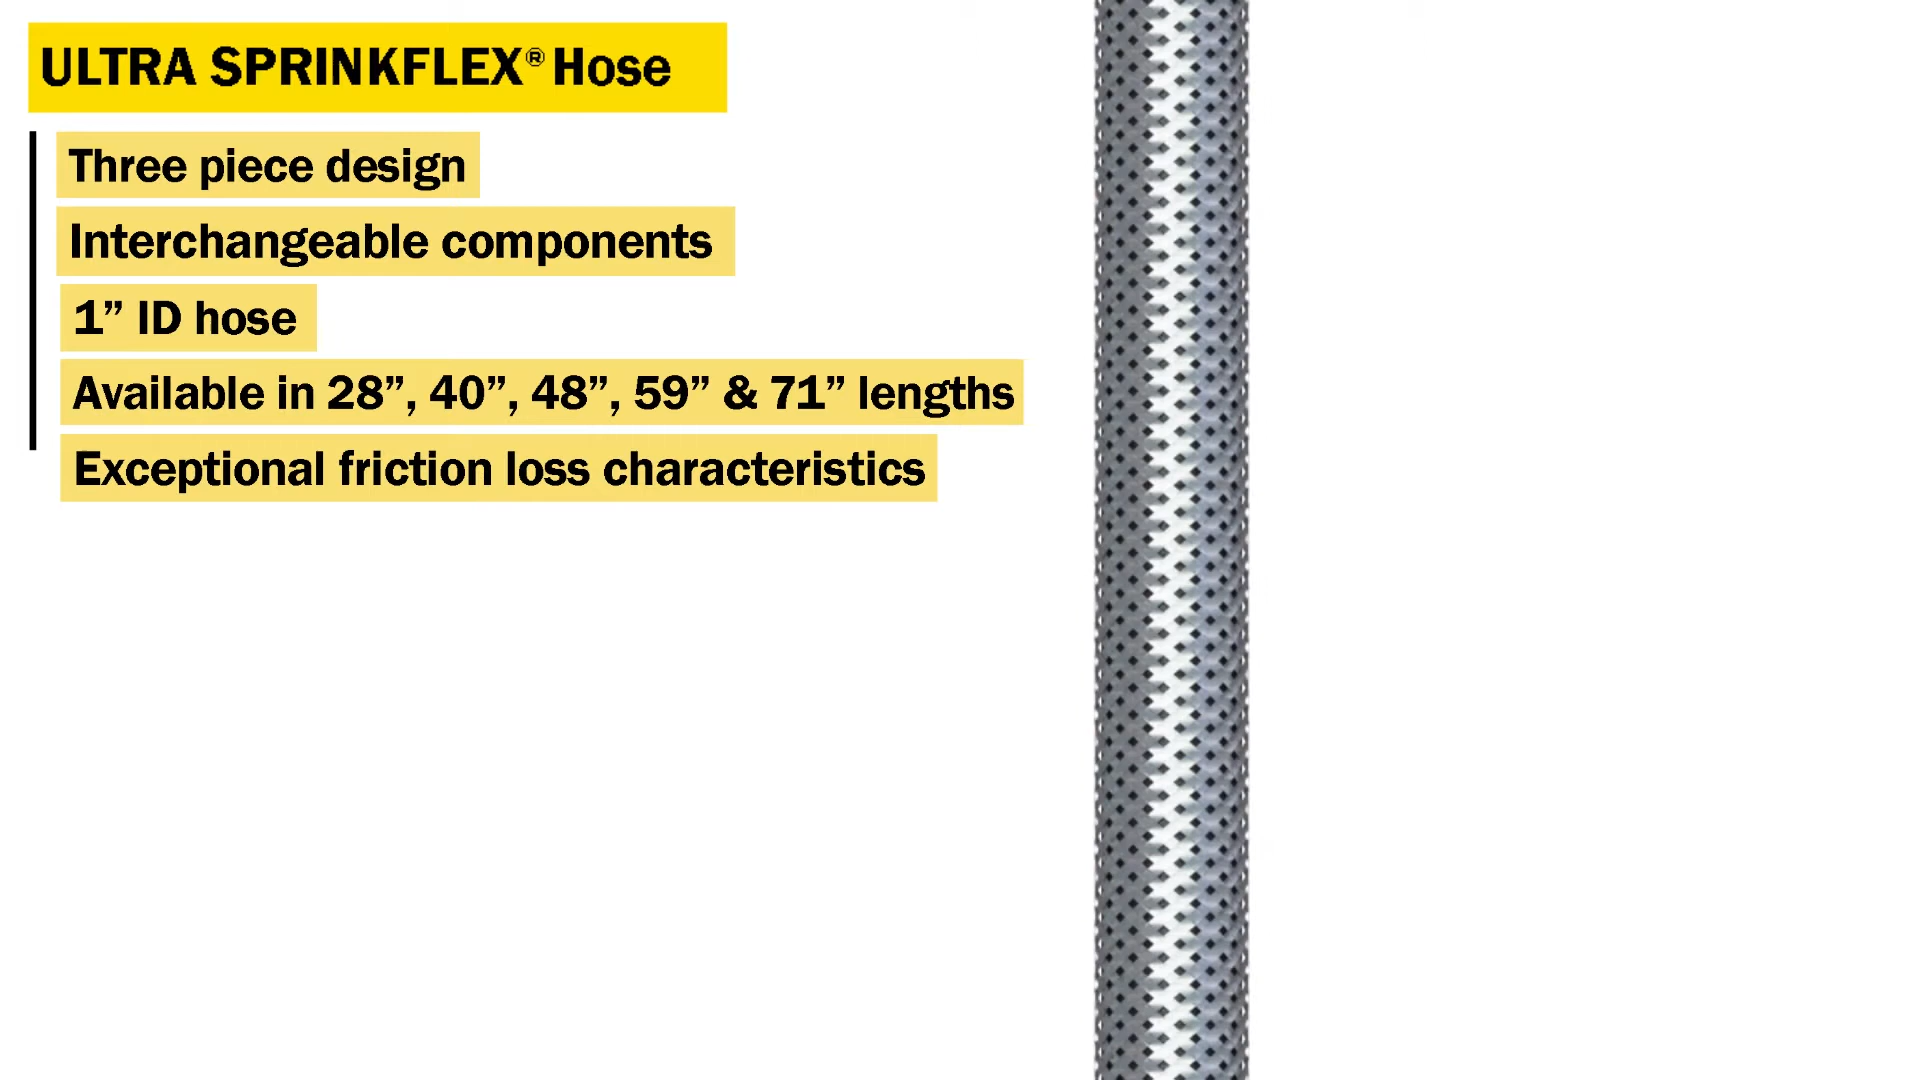 ULTRA SPRINKFLEX® Hose
Three piece design
Interchangeable components
1” ID hose
Available in 28”, 40”, 48”, 59” & 71” lengths
Exceptional friction loss characteristics